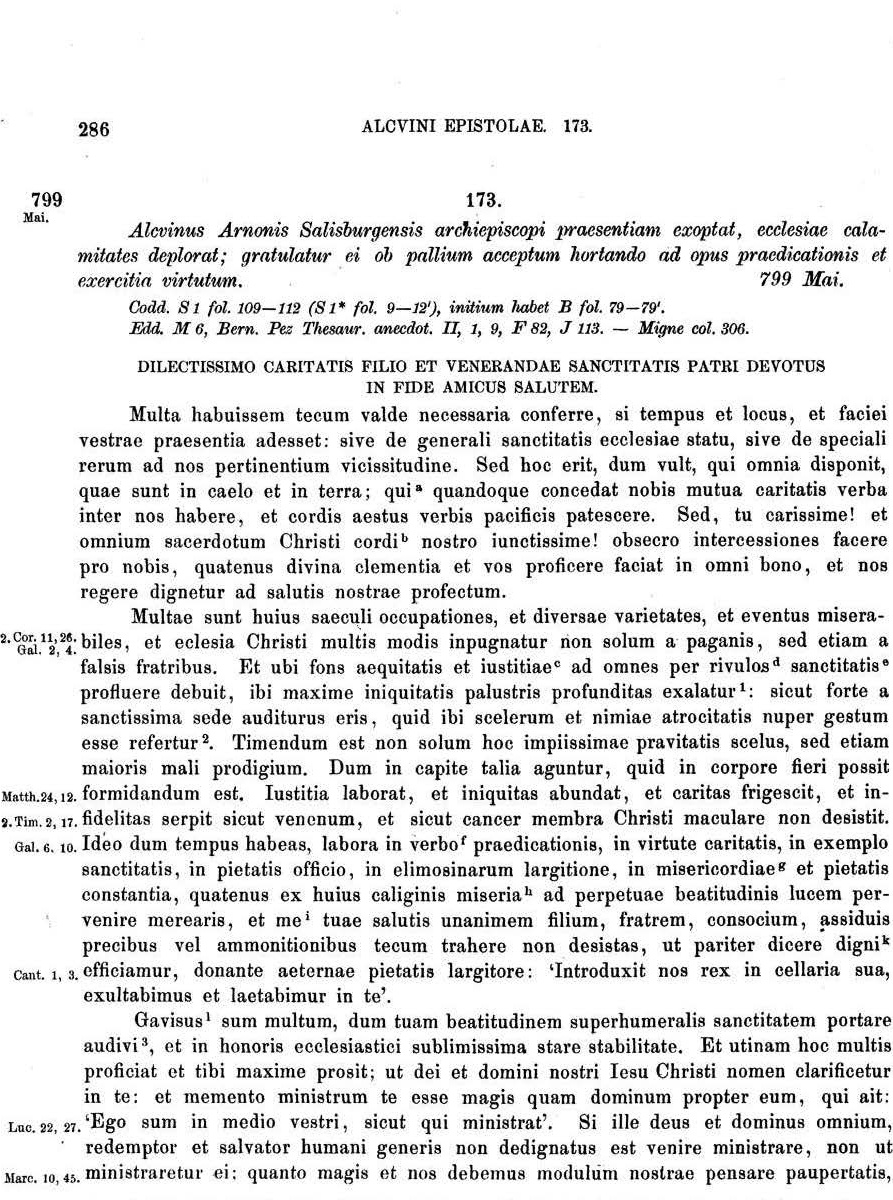 286 ALCVINI EPISTOLAE. 173.
799 173.
Mai.
Alcvinus Arnonis Salisburgensis archiepiscopi praesentiam exoptat, ecclesiae cala-
mitates deplorat; gratulatur ei ob pallium acceptum hortando ad opus praedicationis et
exercitia virtutum. 799 Mai.
Codd. S 1 fol. 109—112 (S 1* fol. 9—12'), initium habet B fol. 79—79'.
Edd. M 6, Bern. Pez Thesaur. anecdot. II, 1, 9, F 82, J 113. — Migne col. 306.
DILECTISSIMO CARITATIS FILIO ET VENERANDAE SANCTITATIS PATRI DEVOTUS
IN FIDE AMICUS SALUTEM.
Multa habuissem tecum valde necessaria conferre, si tempus et locus, et faciei
vestrae praesentia adesset: sive de generali sanctitatis ecclesiae statu, sive de speciali
rerum ad nos pertinentium vicissitudine. Sed hoc erit, dum vult, qui omnia disponit,
quae sunt in caelo et in terra; qui a quandoque concedat nobis mutua caritatis verba
inter nos habere, et cordis aestus verbis pacificis patescere. Sed, tu carissime! et
omnium sacerdotum Christi cordi b nostro iunctissime! obsecro intercessiones facere
pro nobis, quatenus divina clementia et vos proficere faciat in omni bono, et nos
regere dignetur ad salutis nostrae profectum.
Multae sunt huius saeculi occupationes, et diversae varietates, et eventus misera-
2. Cor. 11, 26. Gal. 2, 4. biles, et eclesia Christi multis modis inpugnatur non solum a paganis, sed etiam a
falsis fratribus. Et ubi fons aequitatis et iustitiae c ad omnes per rivulos d sanctitatis e
profluere debuit, ibi maxime iniquitatis palustris profunditas exalatur 1: sicut forte a
sanctissima sede auditurus eris, quid ibi scelerum et nimiae atrocitatis nuper gestum
esse refertur 2. Timendum est non solum hoc impiissimae pravitatis scelus, sed etiam
maioris mali prodigium. Dum in capite talia aguntur, quid in corpore fieri possit
Matth. 24, 12. formidandum est. Iustitia laborat, et iniquitas abundat, et caritas frigescit, et in-
2. Tim. 2, 17. fidelitas serpit sicut venenum, et sicut cancer membra Christi maculare non desistit.
Gal. 6, 10. Ideo dum tempus habeas, labora in verbo f praedicationis, in virtute caritatis, in exemplo
sanctitatis, in pietatis officio, in elimosinarum largitione, in misericordiae g et pietatis
constantia, quatenus ex huius caliginis miseria h ad perpetuae beatitudinis lucem per-
venire merearis, et me i tuae salutis unanimem filium, fratrem, consocium, assiduis
precibus vel ammonitionibus tecum trahere non desistas, ut pariter dicere digni k
Cant. 1, 3. efficiamur, donante aeternae pietatis largitore: 'Introduxit nos rex in cellaria sua,
exultabimus et laetabimur in te'.
Gavisus l sum multum, dum tuam beatitudinem superhumeralis sanctitatem portare
audivi 3, et in honoris ecclesiastici sublimissima stare stabilitate. Et utinam hoc multis
proficiat et tibi maxime prosit; ut dei et domini nostri Iesu Christi nomen clarificetur
in te: et memento ministrum te esse magis quam dominum propter eum, qui ait:
Luc. 22, 27. 'Ego sum in medio vestri, sicut qui ministrat'. Si ille deus et dominus omnium,
redemptor et salvator humani generis non dedignatus est venire ministrare, non ut
Marc. 10, 45. ministraretur ei: quanto magis et nos debemus modulum nostrae pensare paupertatis,